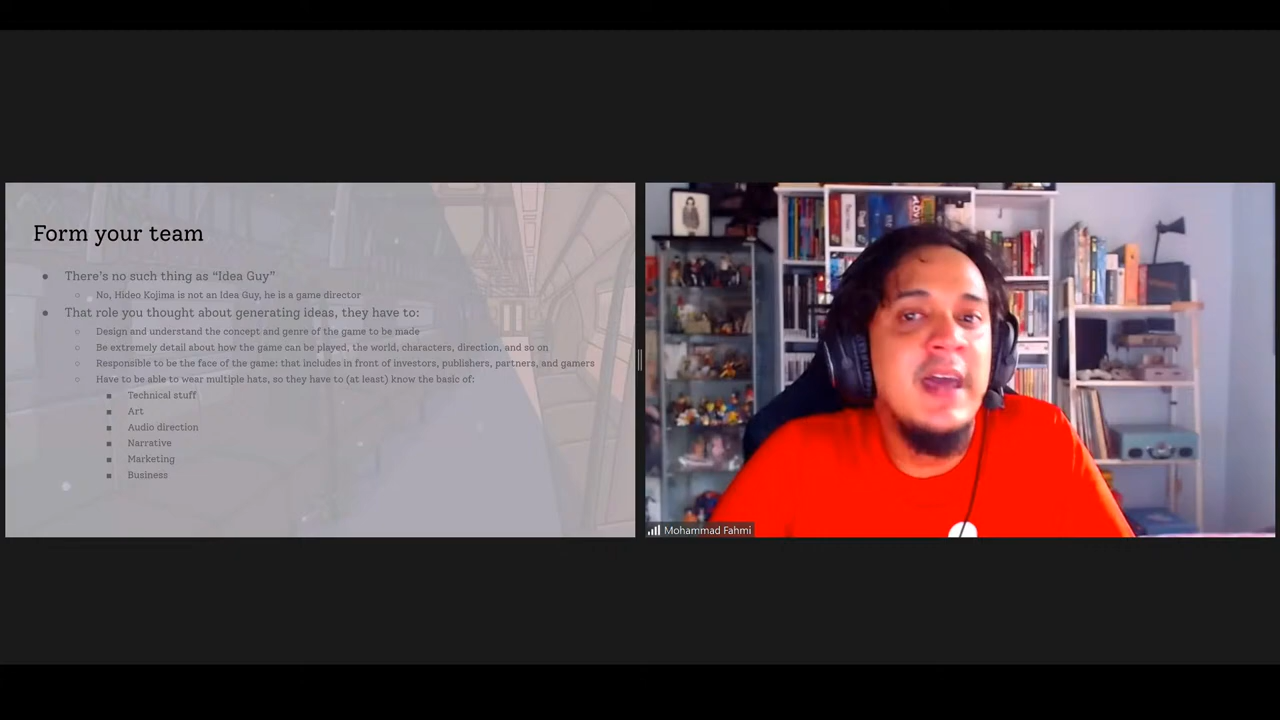 Form your team
● There's no such thing as "Idea Guy"
○ No, Hideo Kojima is not an Idea Guy, he is a game director
● That role you thought about generating ideas, they have to:
○ Design and understand the concept and genre of the game to be made
○ Be extremely detail about how the game can be played, the world, characters, direction, and so on
○ Responsible to be the face of the game: that includes in front of investors, publishers, partners, and gamers
○ Have to be able to wear multiple hats, so they have to (at least) know the basic of:
■ Technical stuff
■ Art
■ Audio direction
■ Narrative
■ Marketing
■ Business
Mohammad Fahmi